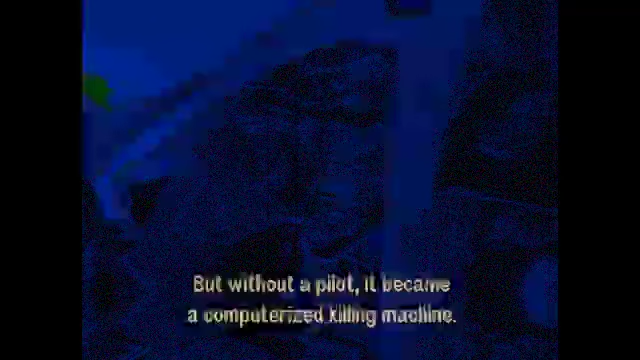 But without a pilot, it became
a computerized killing machine.